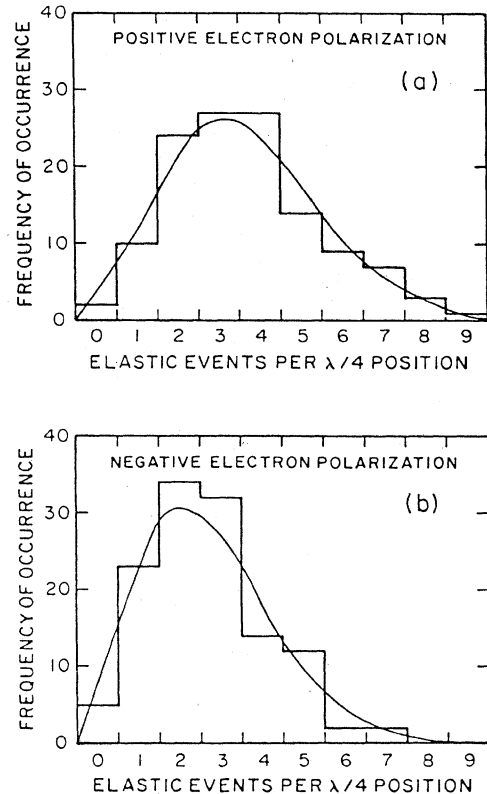 40
POSITIVE ELECTRON POLARIZATION
(a)
30
20
10
0
FREQUENCY OF OCCURRENCE
0 1 2 3 4 5 6 7 8 9
ELASTIC EVENTS PER λ/4 POSITION
40
NEGATIVE ELECTRON POLARIZATION
(b)
30
20
10
0
FREQUENCY OF OCCURRENCE
0 1 2 3 4 5 6 7 8 9
ELASTIC EVENTS PER λ/4 POSITION